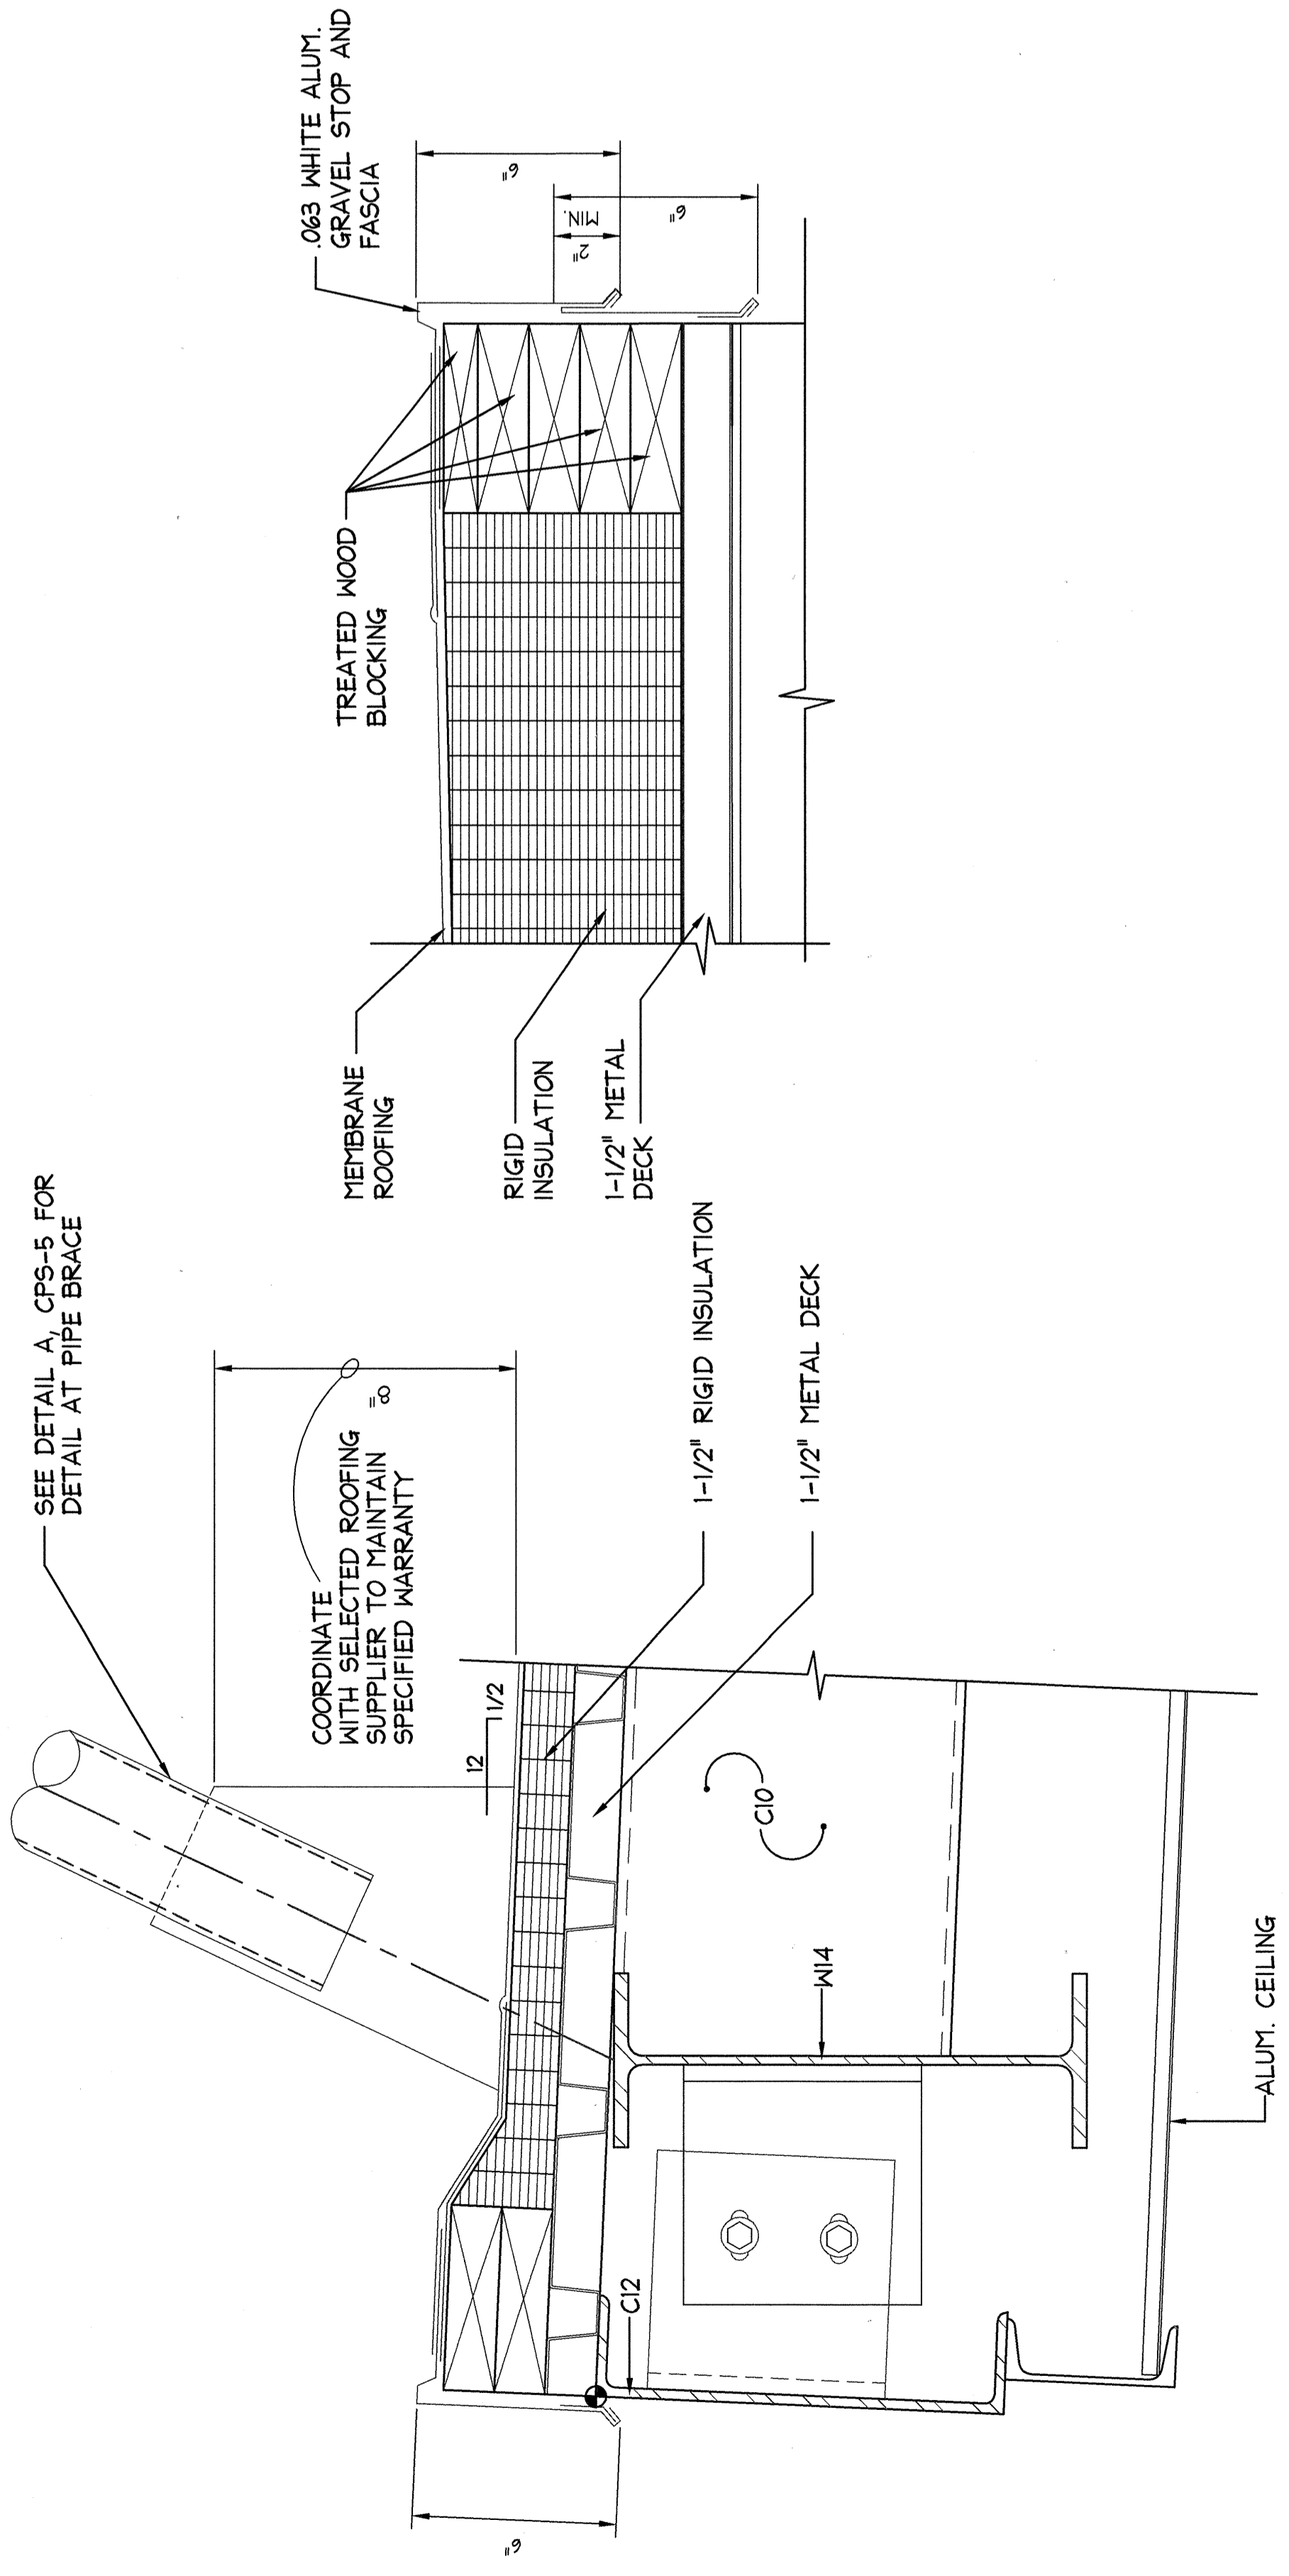 SEE DETAIL A, CPS-5 FOR
DETAIL AT PIPE BRACE
COORDINATE
WITH SELECTED ROOFING
SUPPLIER TO MAINTAIN
SPECIFIED WARRANTY
8"
12
1/2
1-1/2" RIGID INSULATION
1-1/2" METAL DECK
C10
W14
C12
ALUM. CEILING
6"
.063 WHITE ALUM.
GRAVEL STOP AND
FASCIA
TREATED WOOD
BLOCKING
MEMBRANE
ROOFING
RIGID
INSULATION
1-1/2" METAL
DECK
6"
2"
MIN.
6"